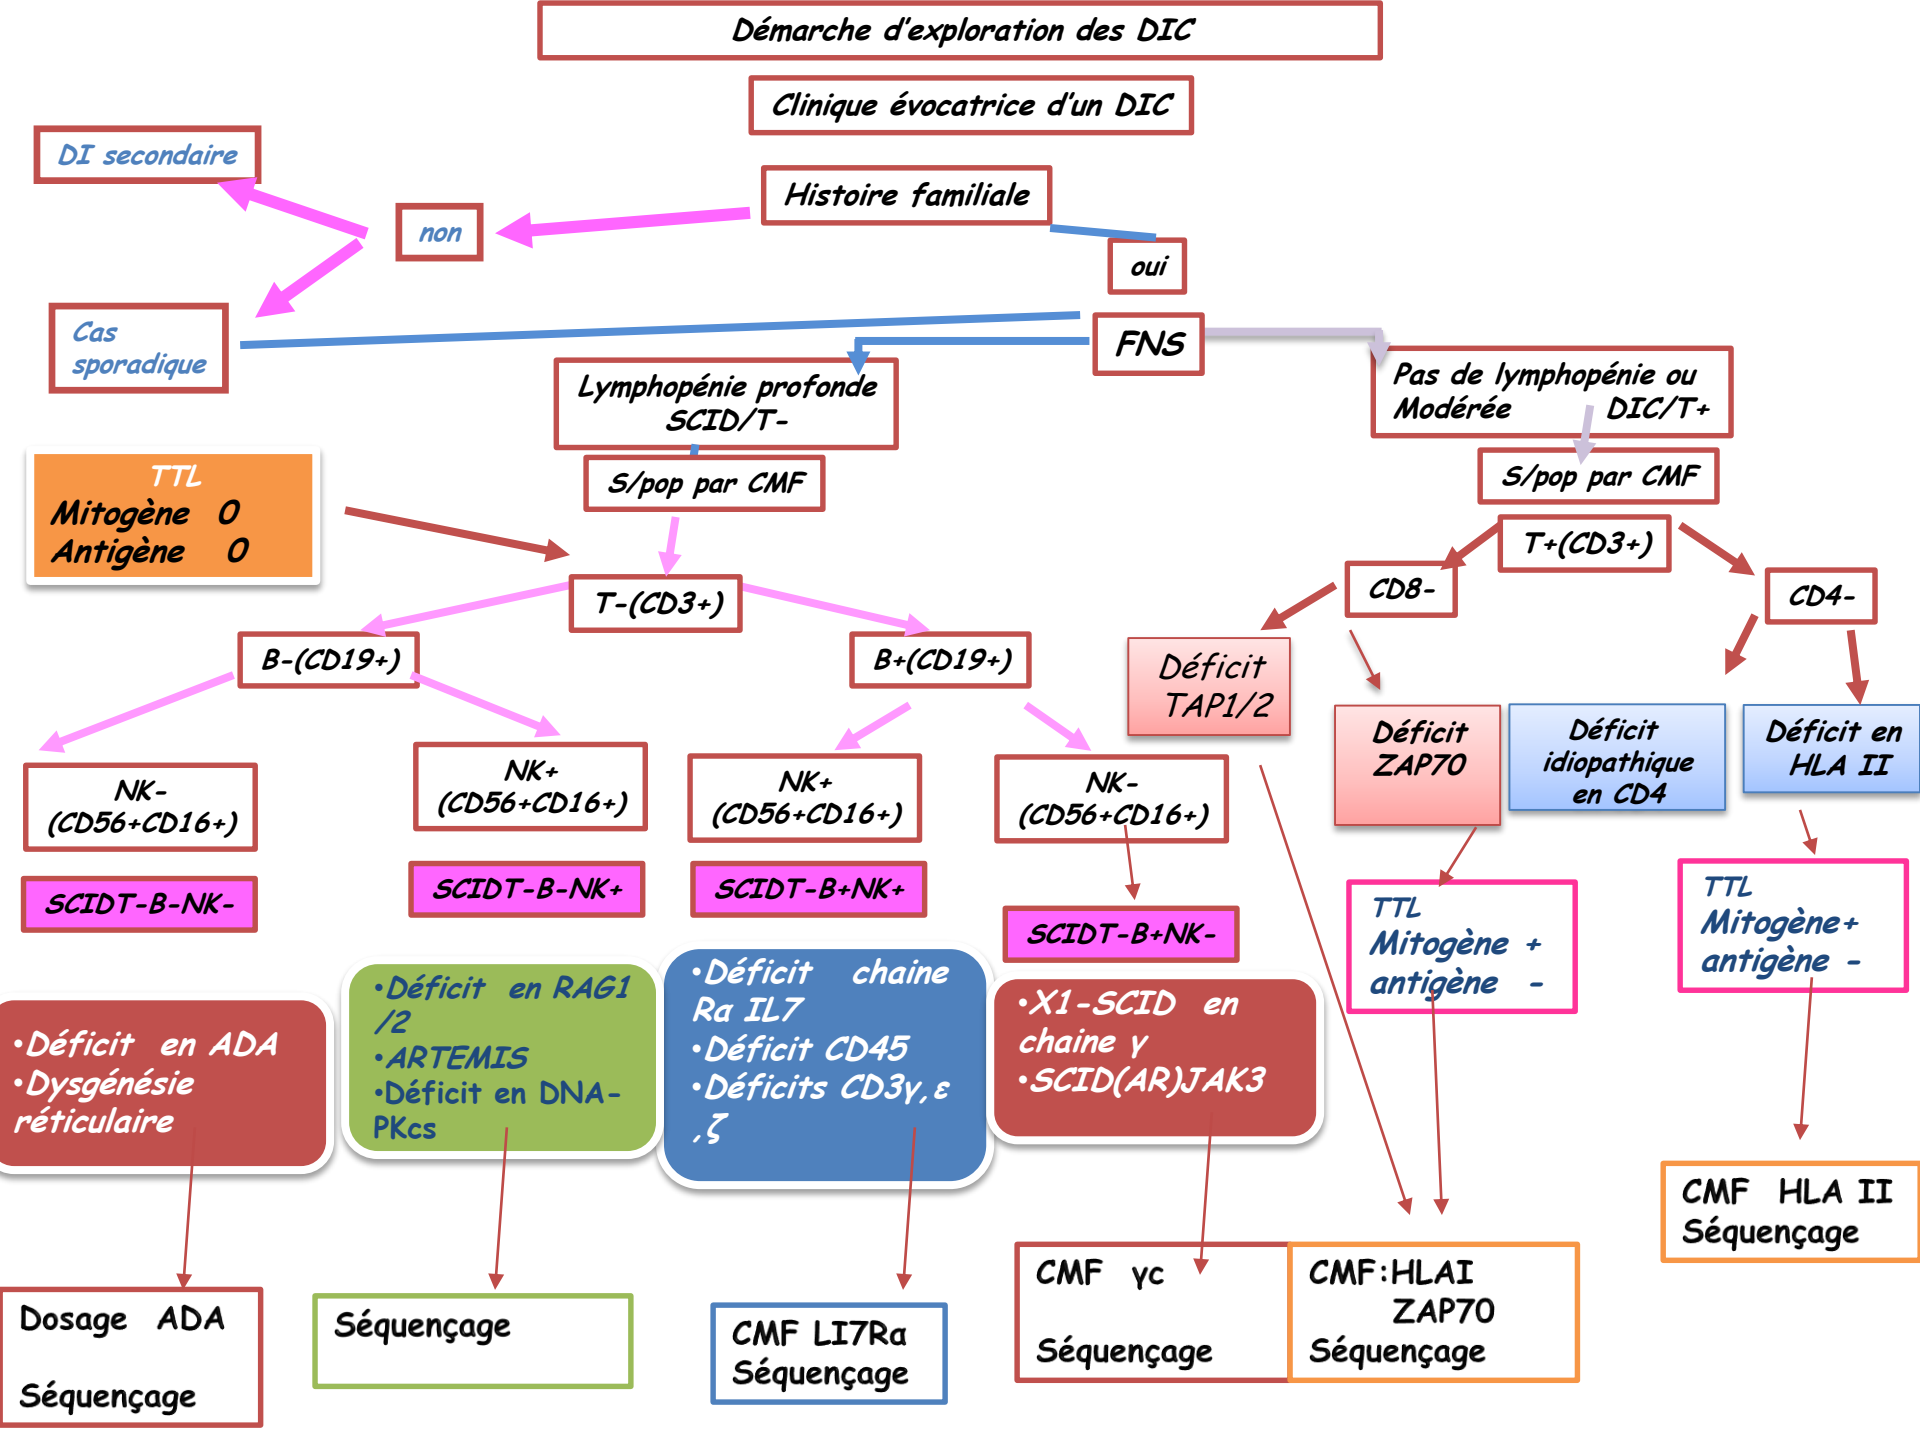 Démarche d'exploration des DIC
Clinique évocatrice d'un DIC
DI secondaire
Histoire familiale
non
oui
Cas
sporadique
FNS
Lymphopénie profonde
SCID/T-
Pas de lymphopénie ou
Modérée DIC/T+
TTL
Mitogène 0
Antigène 0
S/pop par CMF
S/pop par CMF
T+(CD3+)
CD8-
CD4-
T-(CD3+)
B-(CD19+)
B+(CD19+)
Déficit
TAP1/2
Déficit
ZAP70
Déficit
idiopathique
en CD4
Déficit en
HLA II
NK-
(CD56+CD16+)
NK+
(CD56+CD16+)
NK+
(CD56+CD16+)
NK-
(CD56+CD16+)
SCIDT-B-NK-
SCIDT-B-NK+
SCIDT-B+NK+
SCIDT-B+NK-
TTL
Mitogène +
antigène -
TTL
Mitogène+
antigène -
•Déficit en ADA
•Dysgénésie
réticulaire
•Déficit en RAG1
/2
•ARTEMIS
•Déficit en DNA-
PKcs
•Déficit chaine
Rα IL7
•Déficit CD45
•Déficits CD3γ,ε
,ζ
•X1-SCID en
chaine γ
•SCID(AR)JAK3
Dosage ADA
Séquençage
Séquençage
CMF LI7Rα
Séquençage
CMF γc
Séquençage
CMF:HLAI
ZAP70
Séquençage
CMF HLA II
Séquençage